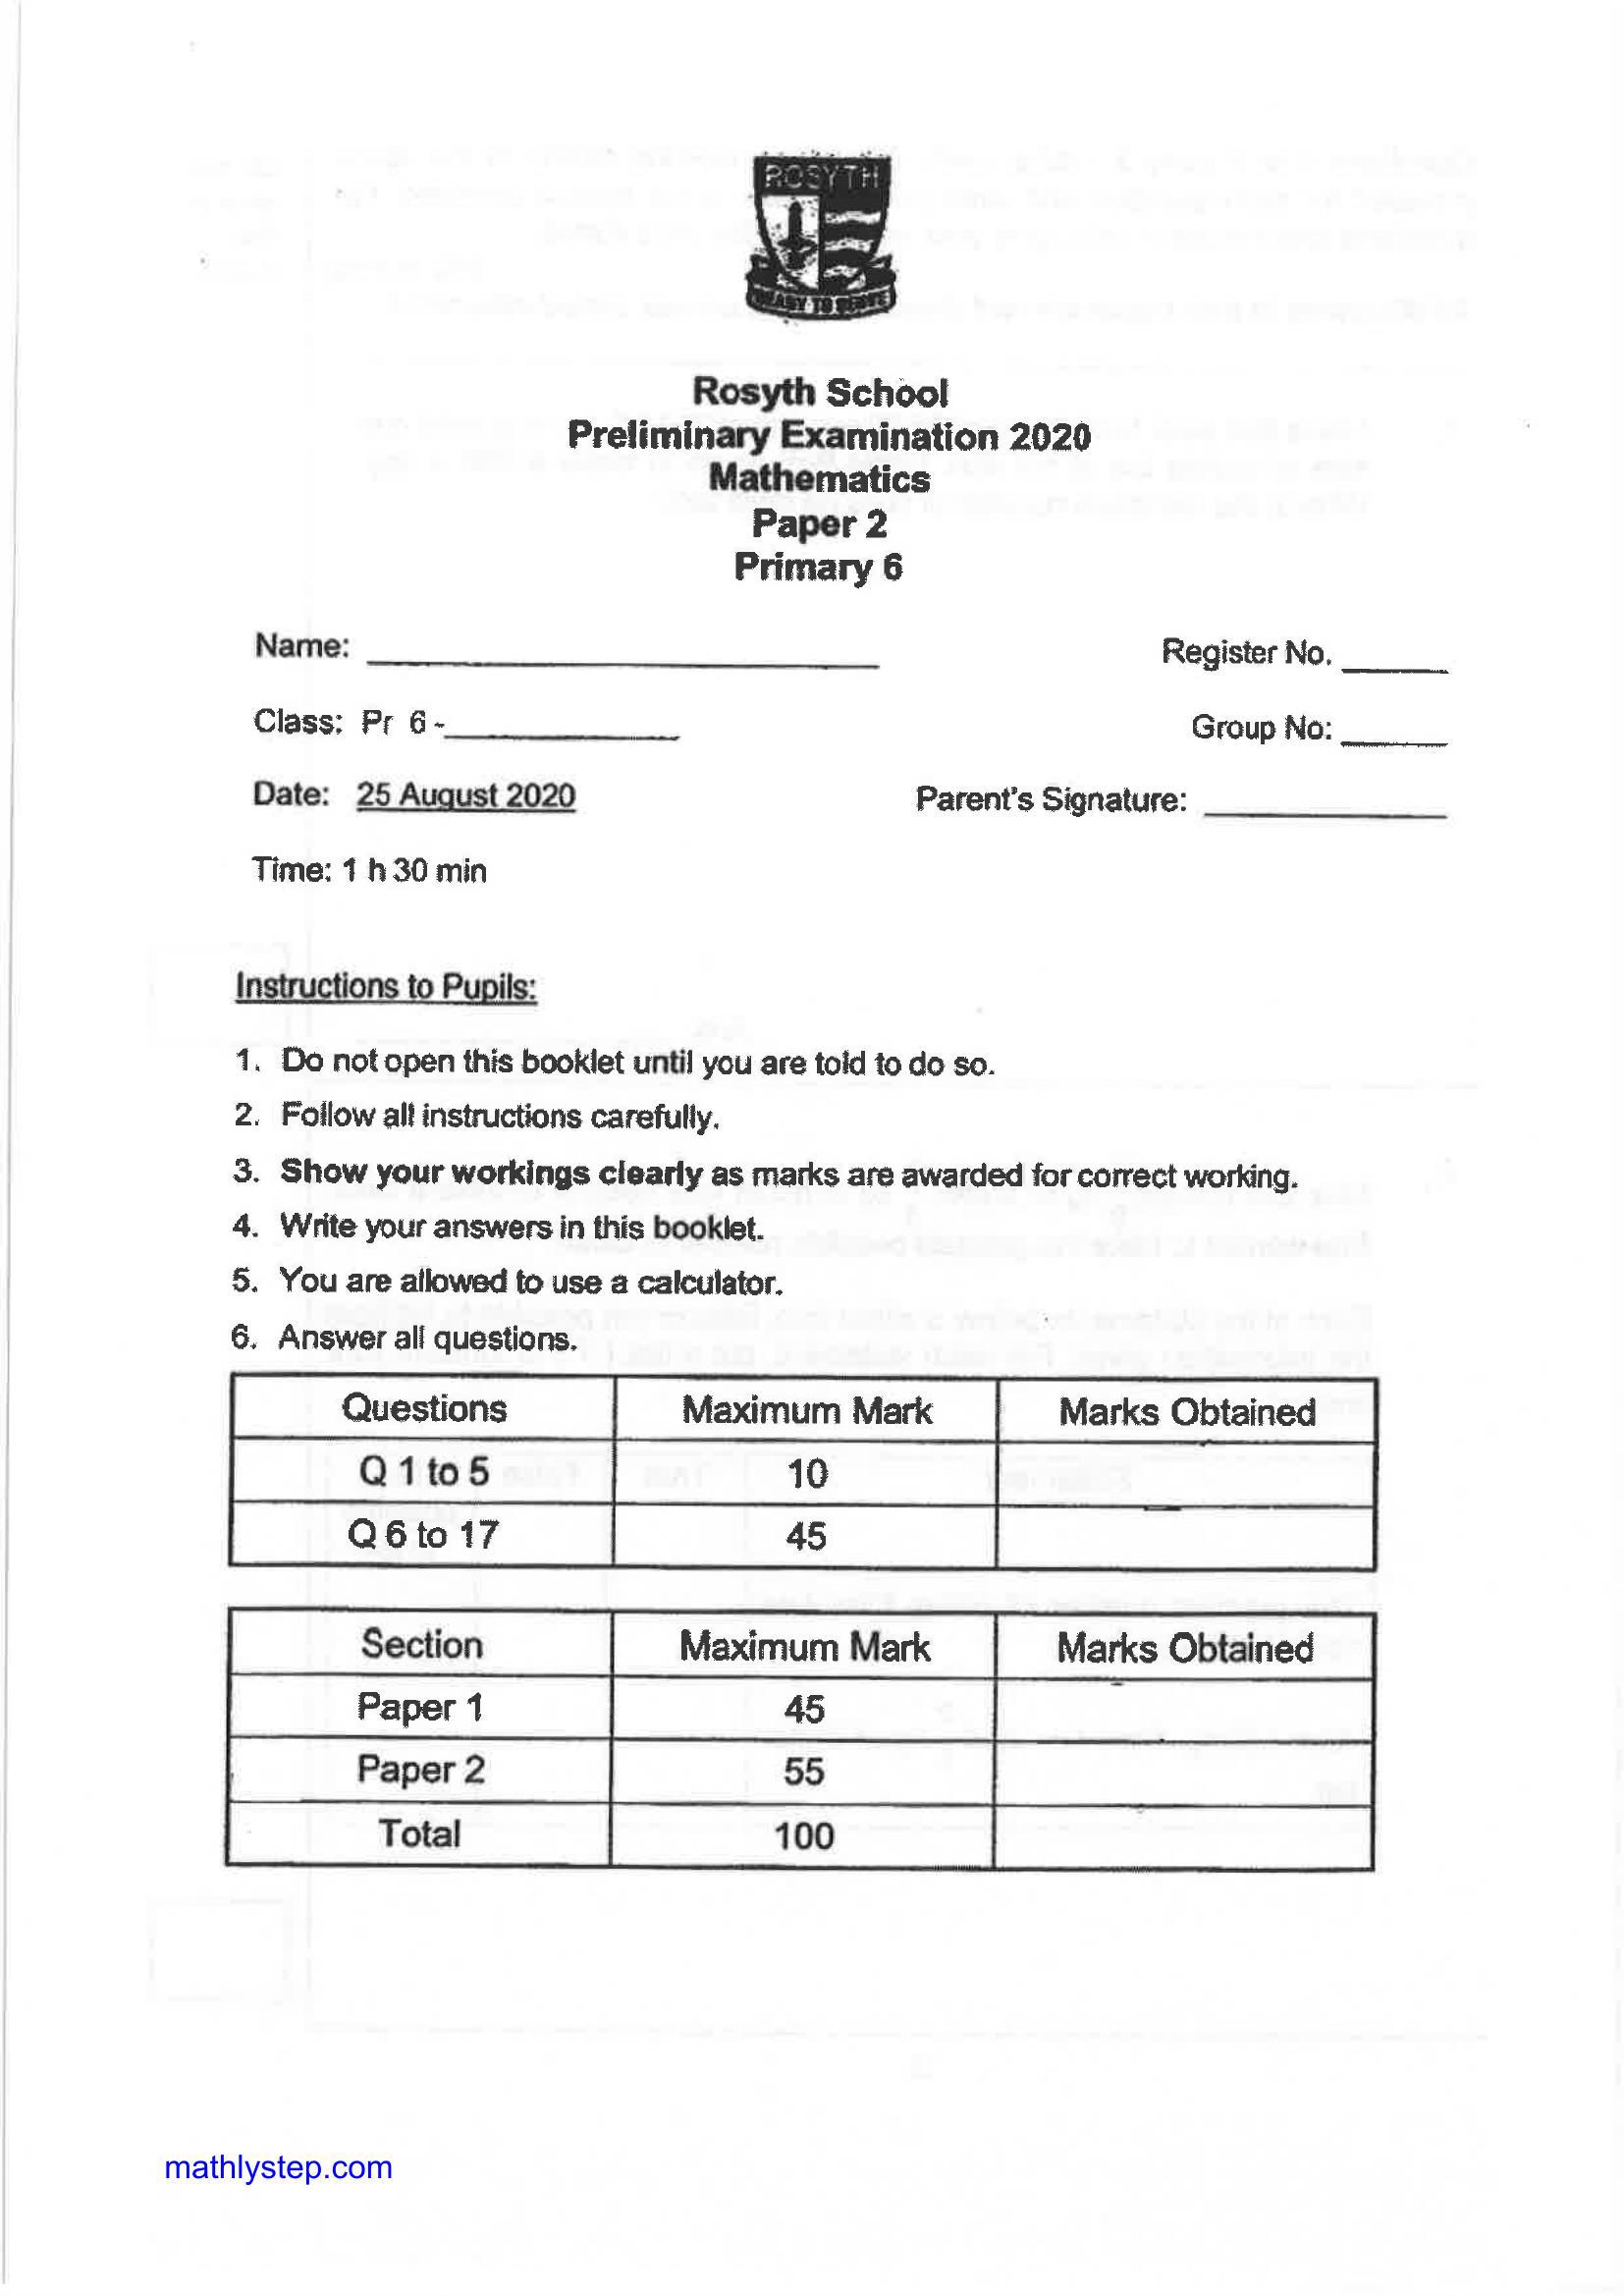 ROSYTH
READY TO SERVE
Rosyth School
Preliminary Examination 2020
Mathematics
Paper 2
Primary 6
Name:
Register No.
Class: Pr 6 -
Group No:
Date: 25 August 2020
Parent's Signature:
Time: 1 h 30 min
Instructions to Pupils:
1. Do not open this booklet until you are told to do so.
2. Follow all instructions carefully.
3. Show your workings clearly as marks are awarded for correct working.
4. Write your answers in this booklet.
5. You are allowed to use a calculator.
6. Answer all questions.
Questions Maximum Mark Marks Obtained
Q 1 to 5 10
Q 6 to 17 45
Section Maximum Mark Marks Obtained
Paper 1 45
Paper 2 55
Total 100
mathlystep.com